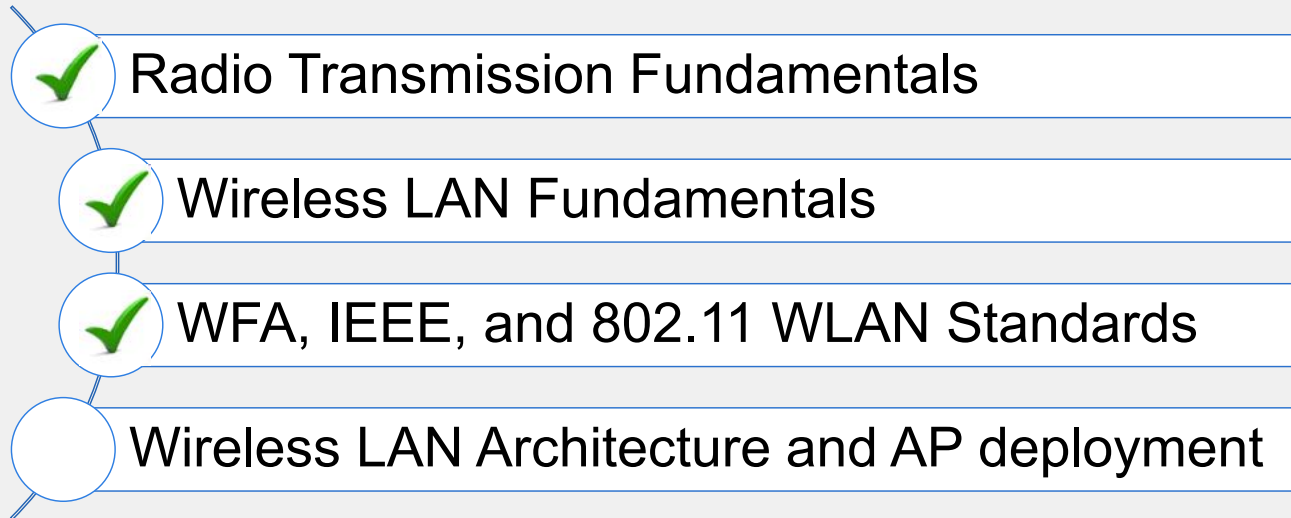 Radio Transmission Fundamentals
Wireless LAN Fundamentals
WFA, IEEE, and 802.11 WLAN Standards
Wireless LAN Architecture and AP deployment